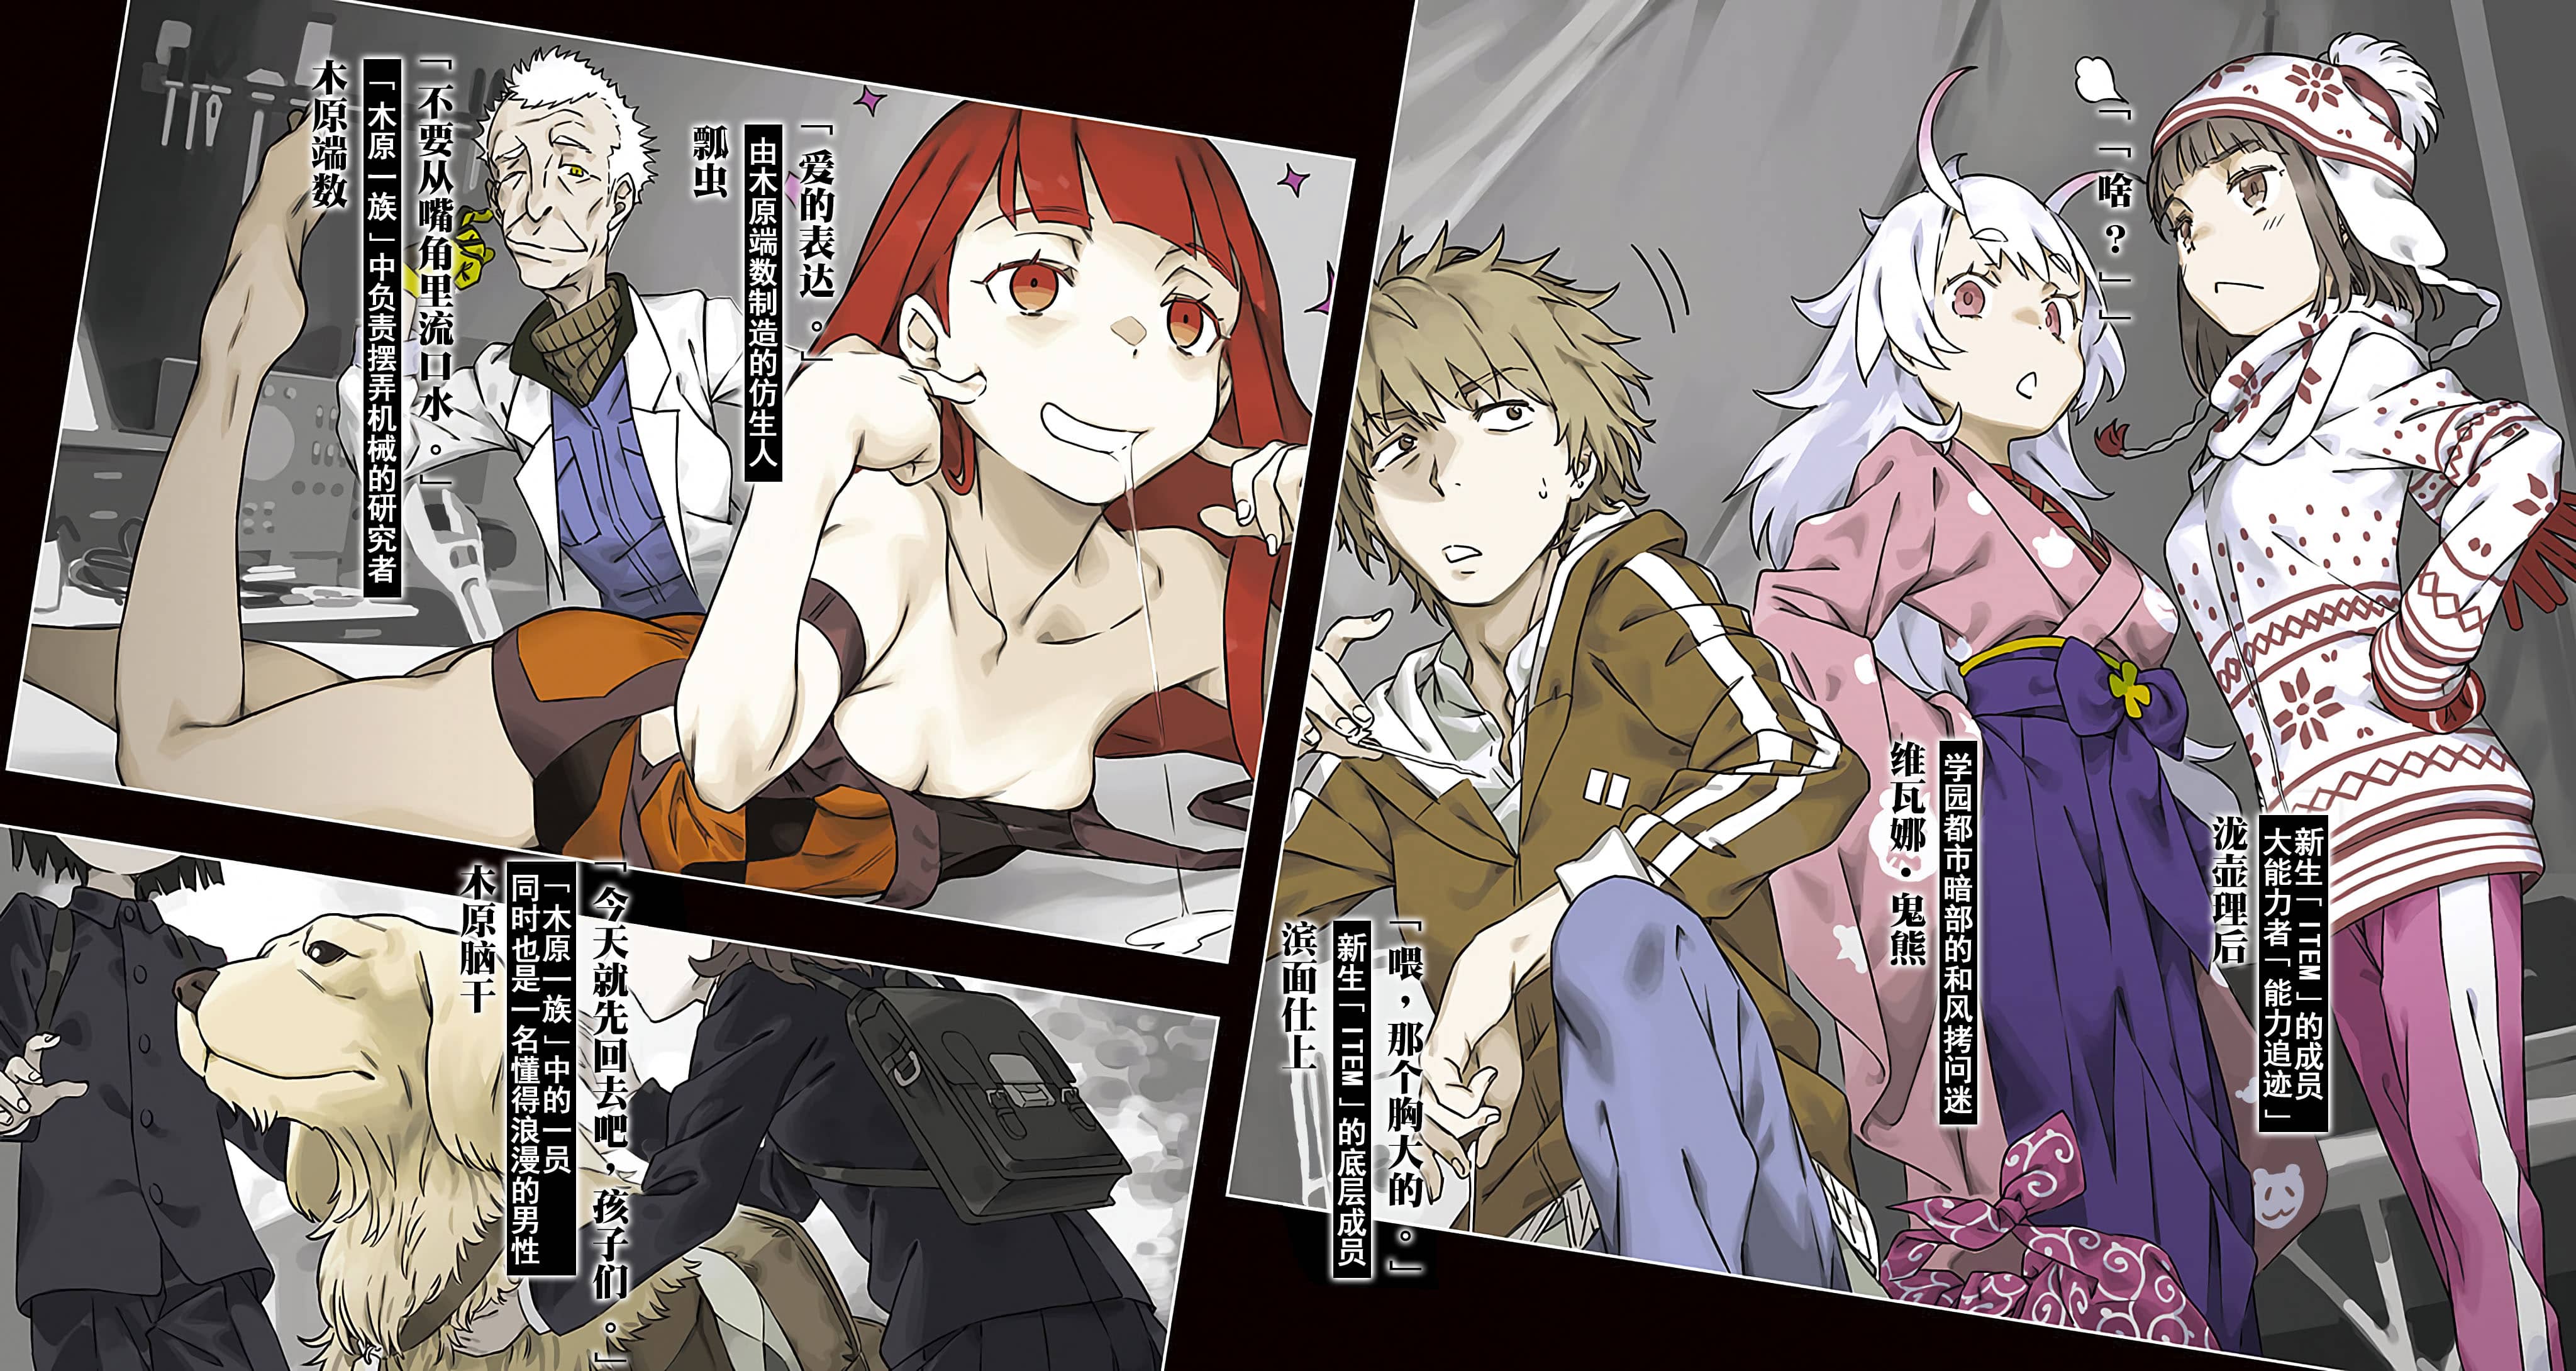 「「啥？」」
新生「ITEM」的成员
大能力者「能力追迹」
泷壶理后
学园都市暗部的和风拷问迷
维瓦娜·鬼熊
「喂，那个胸大的。」
新生「ITEM」的底层成员
滨面仕上
「爱的表达。」
由木原端数制造的仿生人
瓢虫
「不要从嘴角里流口水。」
「木原一族」中负责摆弄机械的研究者
木原端数
「今天就先回去吧，孩子们。」
「木原一族」中的一员
同时也是一名懂得浪漫的男性
木原脑干